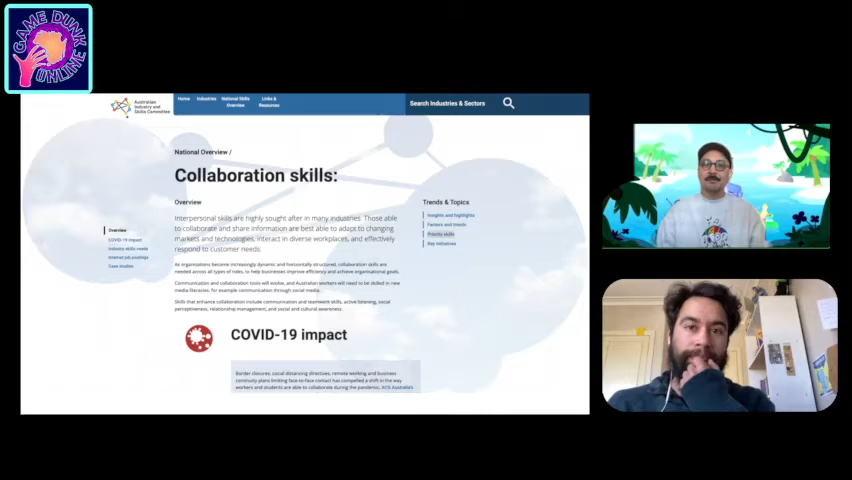 GAME DUNK
ONLINE
Australian
Industry and
Skills Committee
Home
Industries
National Skills
Overview
Links &
Resources
Search Industries & Sectors
National Overview /
Collaboration skills:
Overview
COVID-19 impact
Industry skills needs
Internet job postings
Case studies
Overview
Interpersonal skills are highly sought after in many industries. Those able
to collaborate and share information are best able to adapt to changing
markets and technologies, interact in diverse workplaces, and effectively
respond to customer needs.
As organisations become increasingly dynamic and horizontally structured, collaboration skills are
needed across all types of roles, to help businesses improve efficiency and achieve organisational goals.
Communication and collaboration tools will evolve, and Australian workers will need to be skilled in new
media literacies, for example communication through social media.
Skills that enhance collaboration include communication and teamwork skills, active listening, social
perceptiveness, relationship management, and social and cultural awareness.
Trends & Topics
Insights and highlights
Factors and trends
Priority skills
Key initiatives
COVID-19 impact
Border closures, social distancing directives, remote working and business
continuity plans limiting face-to-face contact has compelled a shift in the way
workers and students are able to collaborate during the pandemic. ACS Australia's